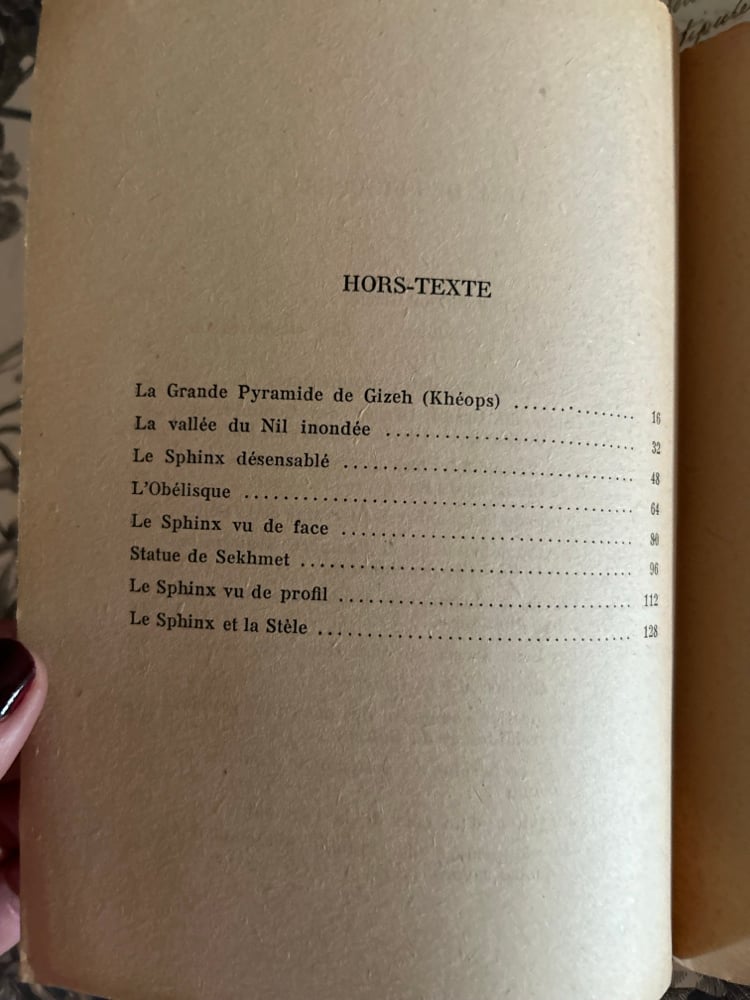 HORS-TEXTE
La Grande Pyramide de Gizeh (Khéops) .................. 16
La vallée du Nil inondée .................................. 32
Le Sphinx désensablé ...................................... 48
L'Obélisque .................................................. 64
Le Sphinx vu de face ...................................... 80
Statue de Sekhmet .......................................... 96
Le Sphinx vu de profil ...................................... 112
Le Sphinx et la Stèle ........................................ 128